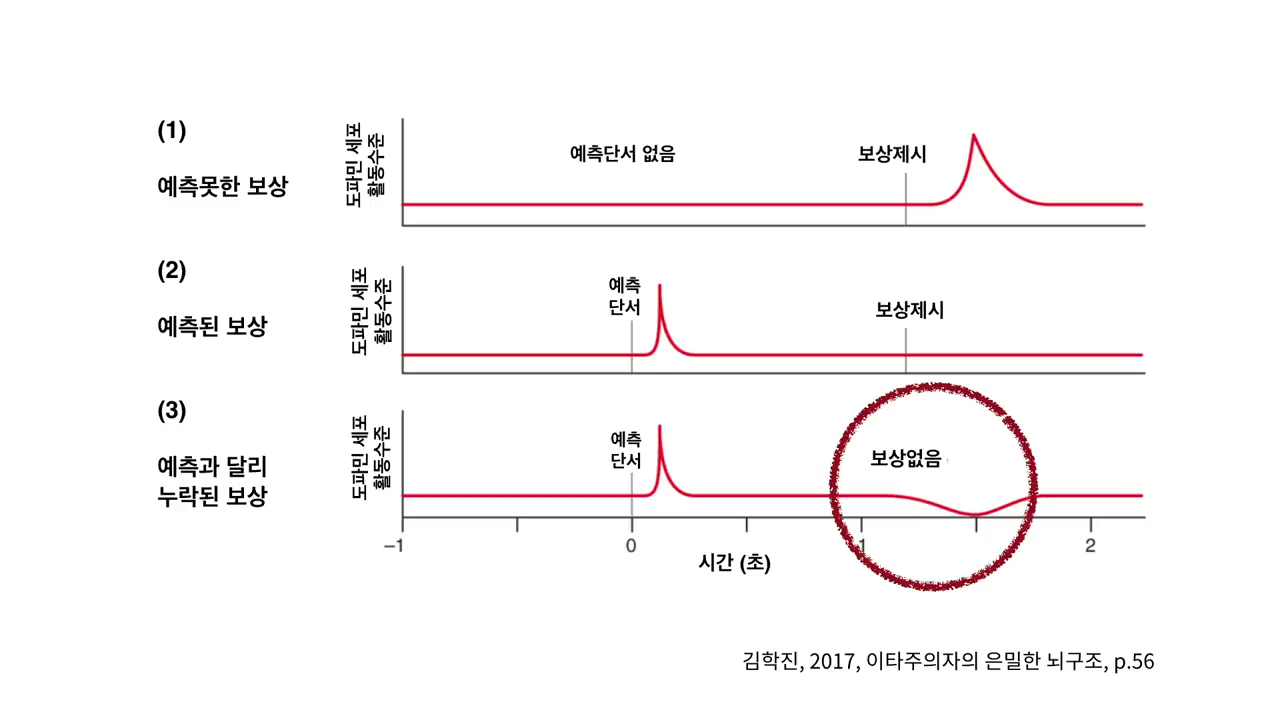 (1)
예측못한 보상
도파민 세포
활동수준
예측단서 없음
보상제시
(2)
예측된 보상
도파민 세포
활동수준
예측
단서
보상제시
(3)
예측과 달리
누락된 보상
도파민 세포
활동수준
예측
단서
보상없음
–1
0
1
2
시간 (초)
김학진, 2017, 이타주의자의 은밀한 뇌구조, p.56